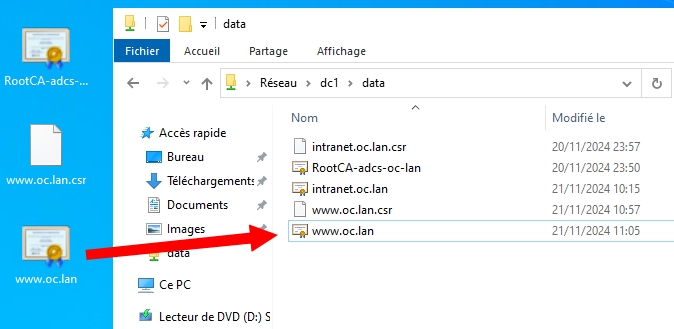 RootCA-adcs-...
www.oc.lan.csr
www.oc.lan
data
Fichier
Accueil
Partage
Affichage
Réseau > dc1 > data
Nom
Modifié le
Accès rapide
Bureau
Téléchargements
Documents
Images
data
Ce PC
Lecteur de DVD (D:) S
intranet.oc.lan.csr 20/11/2024 23:57
RootCA-adcs-oc-lan 20/11/2024 23:50
intranet.oc.lan 21/11/2024 10:15
www.oc.lan.csr 21/11/2024 10:57
www.oc.lan 21/11/2024 11:05